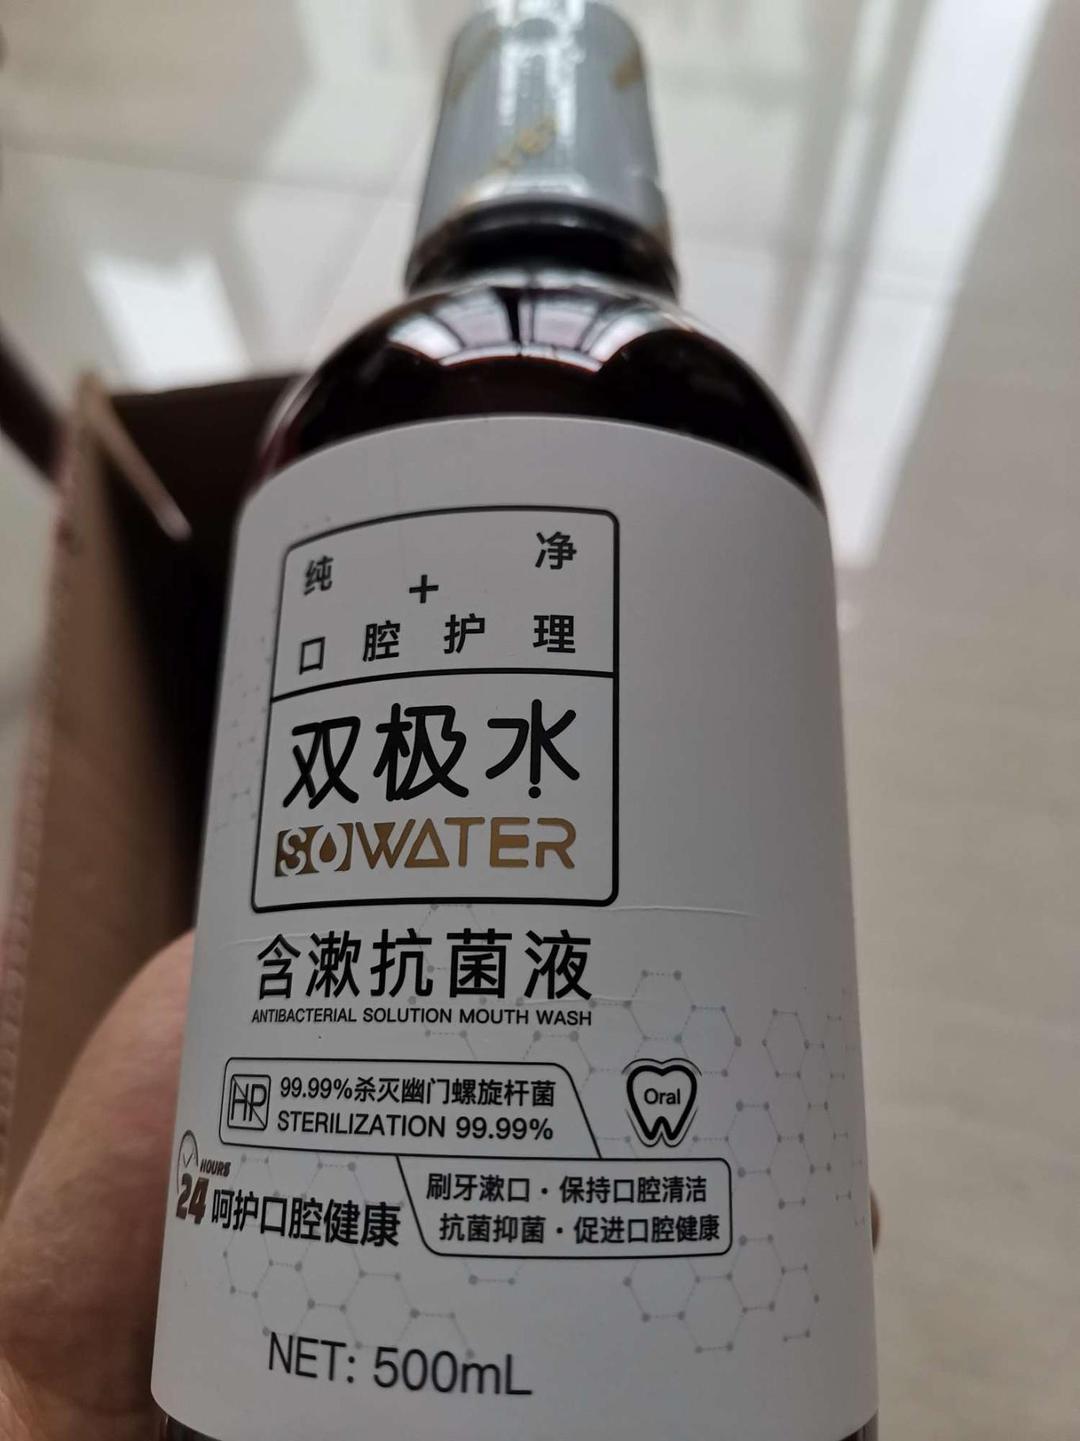 纯 净
+
口腔护理
双极水
SOWATER
含漱抗菌液
ANTIBACTERIAL SOLUTION MOUTH WASH
HP
99.99%杀灭幽门螺旋杆菌
STERILIZATION 99.99%
Oral
24 HOURS
呵护口腔健康
刷牙漱口·保持口腔清洁
抗菌抑菌·促进口腔健康
NET: 500mL